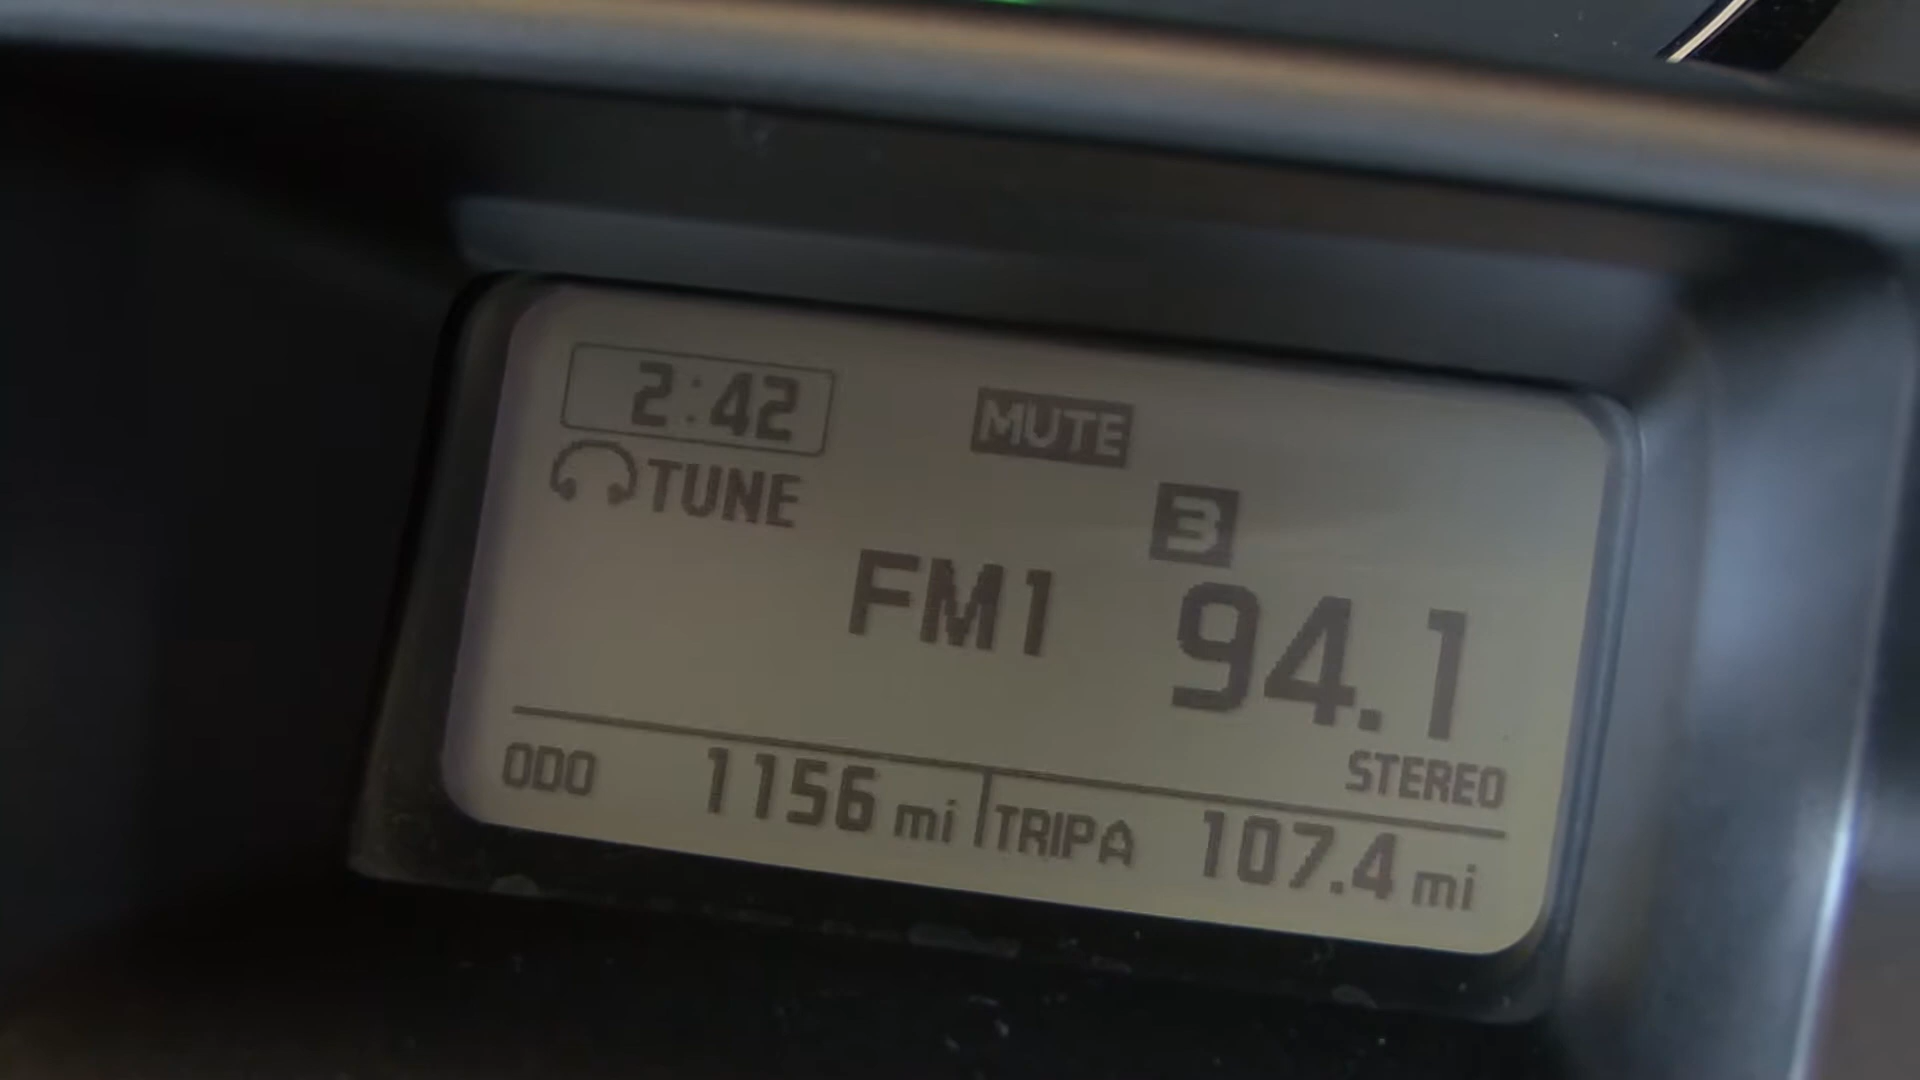 2:42 MUTE
TUNE 3
FM1 94.1
STEREO
ODO 1156 mi TRIPA 107.4 mi